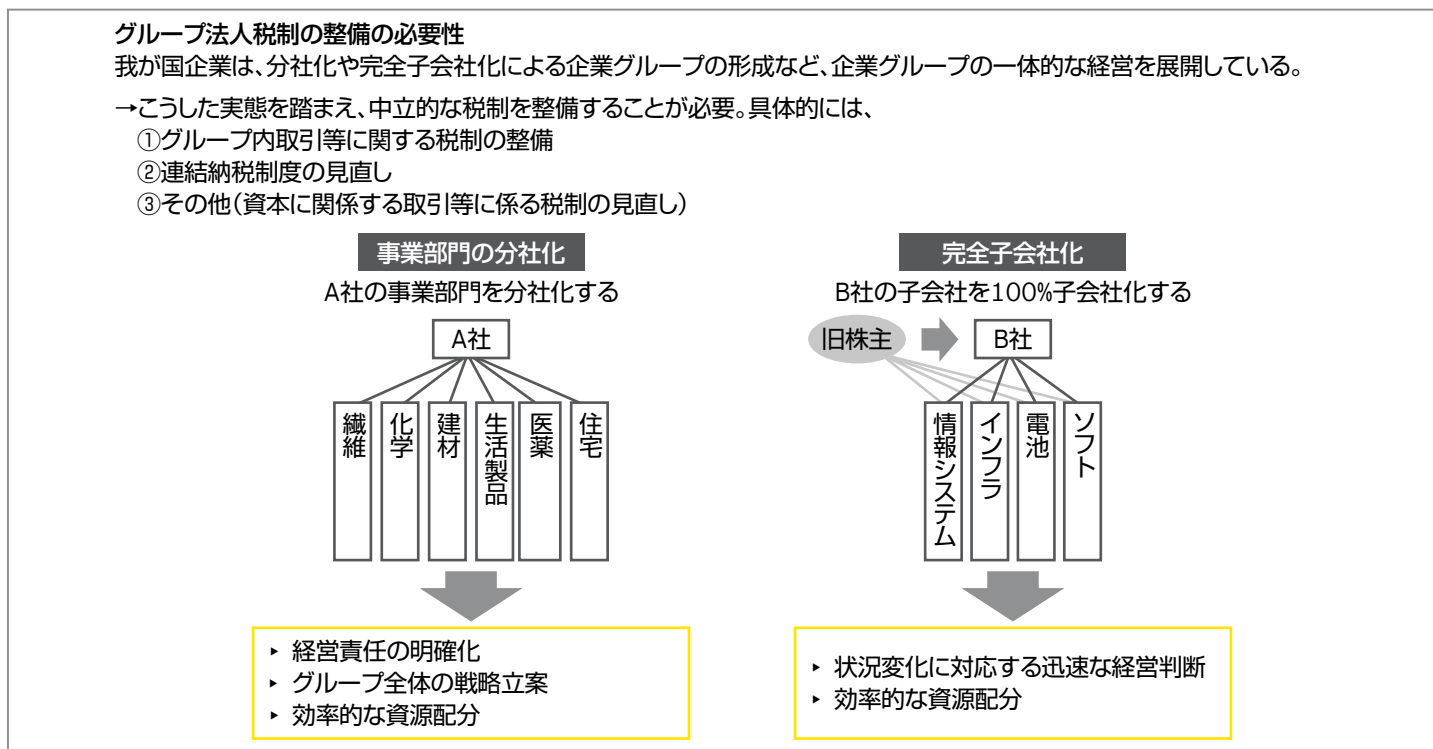 グループ法人税制の整備の必要性
我が国企業は、分社化や完全子会社化による企業グループの形成など、企業グループの一体的な経営を展開している。
→こうした実態を踏まえ、中立的な税制を整備することが必要。具体的には、
①グループ内取引等に関する税制の整備
②連結納税制度の見直し
③その他(資本に関係する取引等に係る税制の見直し)
事業部門の分社化
A社の事業部門を分社化する
A社
繊維
化学
建材
生活製品
医薬
住宅
‣ 経営責任の明確化
‣ グループ全体の戦略立案
‣ 効率的な資源配分
完全子会社化
B社の子会社を100%子会社化する
旧株主
B社
情報システム
インフラ
電池
ソフト
‣ 状況変化に対応する迅速な経営判断
‣ 効率的な資源配分